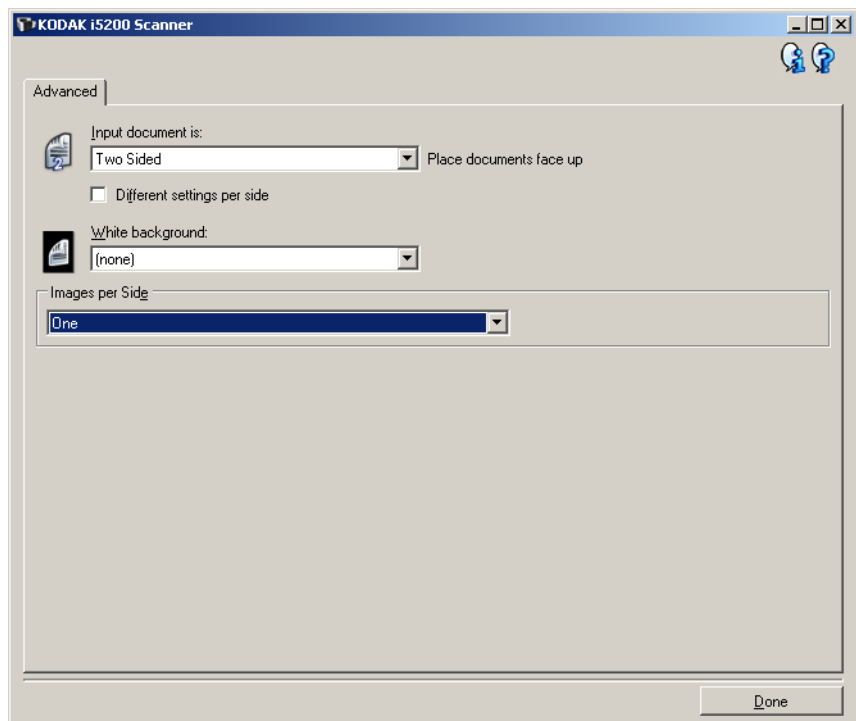 KODAK i5200 Scanner
Advanced
Input document is:
Two Sided Place documents face up
Different settings per side
White background:
(none)
Images per Side
One
Done